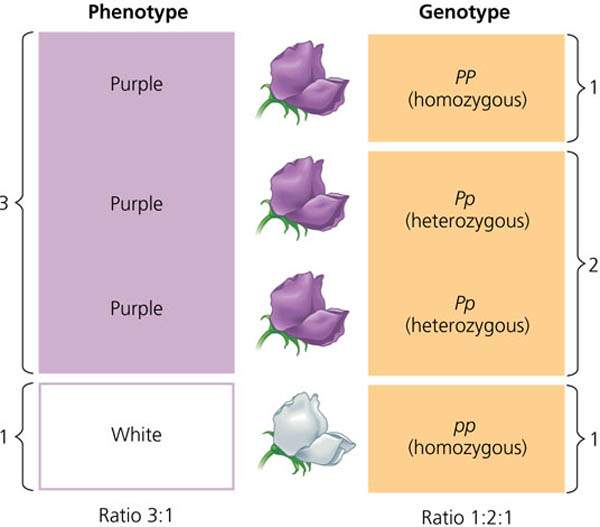 Phenotype
Genotype
3
Purple
PP
(homozygous)
1
Purple
Pp
(heterozygous)
2
Purple
Pp
(heterozygous)
1
White
pp
(homozygous)
1
Ratio 3:1
Ratio 1:2:1